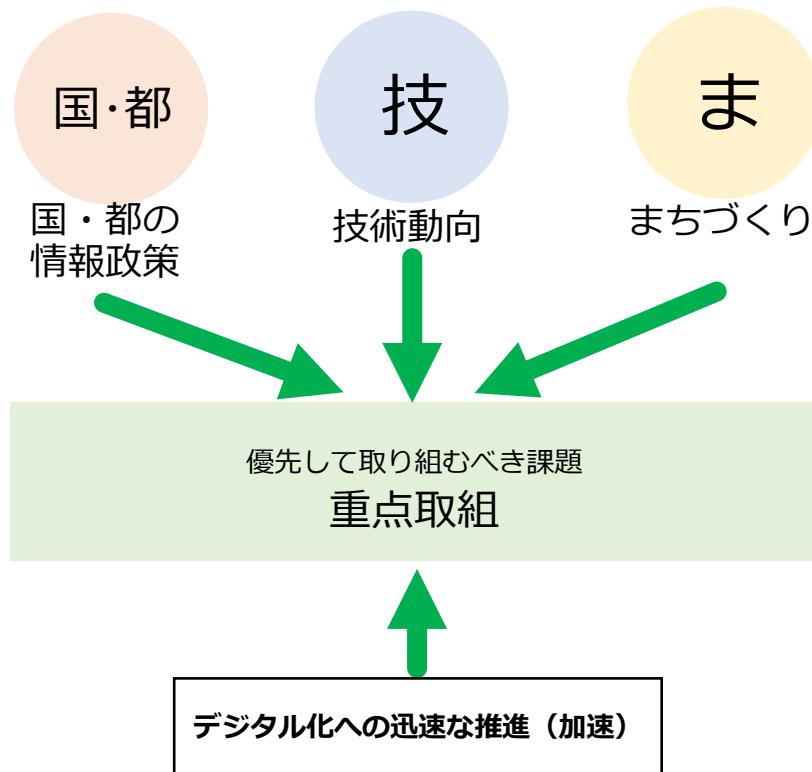 国・都
技
ま
国・都の
情報政策
技術動向
まちづくり
優先して取り組むべき課題
重点取組
デジタル化への迅速な推進（加速）